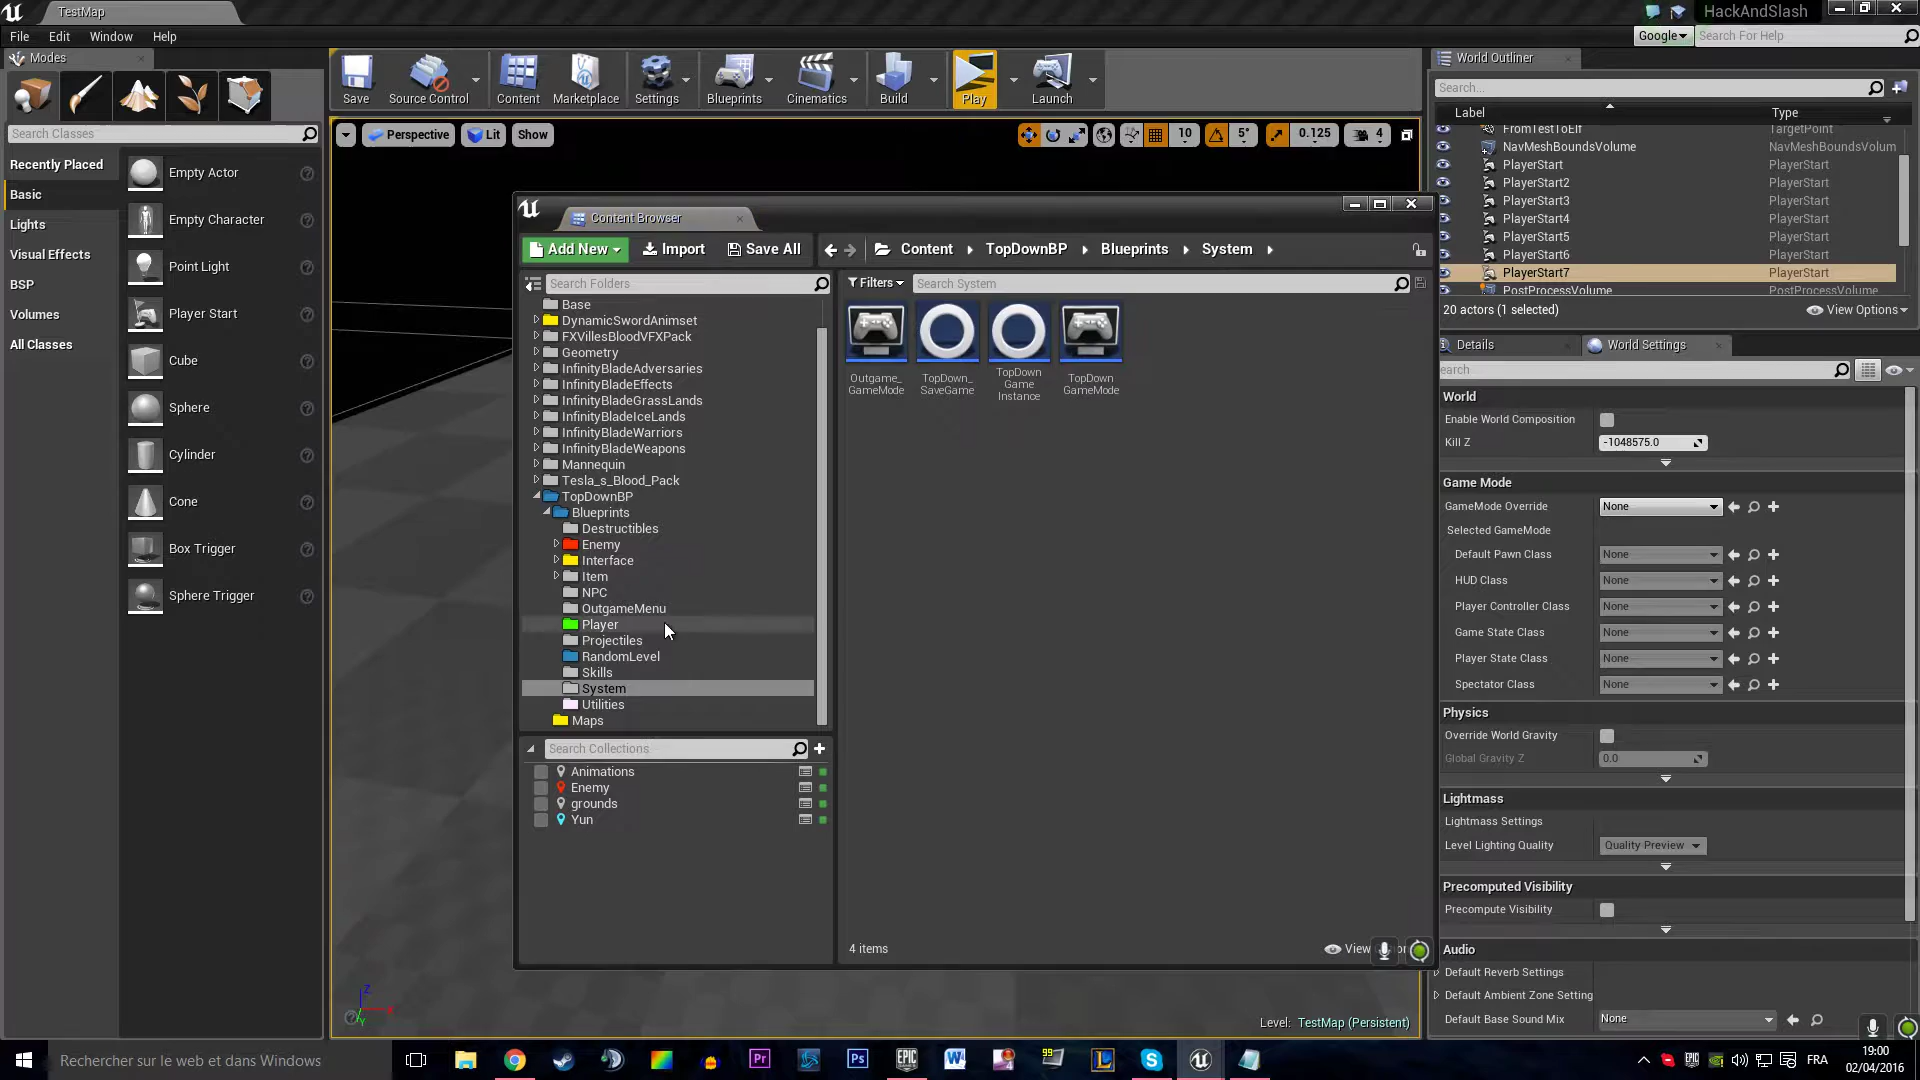 TestMap
HackAndSlash
File Edit Window Help
Google Search For Help
Modes
Save Source Control Content Marketplace Settings Blueprints Cinematics Build Play Launch
Search Classes
Recently Placed
Basic
Lights
Visual Effects
BSP
Volumes
All Classes
Empty Actor
Empty Character
Point Light
Player Start
Cube
Sphere
Cylinder
Cone
Box Trigger
Sphere Trigger
Perspective Lit Show
10 5° 0.125 4
Content Browser
Add New Import Save All Content TopDownBP Blueprints System
Search Folders
Base
DynamicSwordAnimset
FXVillesBloodVFXPack
Geometry
InfinityBladeAdversaries
InfinityBladeEffects
InfinityBladeGrassLands
InfinityBladeIceLands
InfinityBladeWarriors
InfinityBladeWeapons
Mannequin
Tesla_s_Blood_Pack
TopDownBP
Blueprints
Destructibles
Enemy
Interface
Item
NPC
OutgameMenu
Player
Projectiles
RandomLevel
Skills
System
Utilities
Maps
Search Collections
Animations
Enemy
grounds
Yun
Filters Search System
Outgame_
GameMode
TopDown_
SaveGame
TopDown
Game
Instance
TopDown
GameMode
4 items
View
Level: TestMap (Persistent)
World Outliner
Search...
Label Type
FromTestToElf TargetPoint
NavMeshBoundsVolume NavMeshBoundsVolum
PlayerStart PlayerStart
PlayerStart2 PlayerStart
PlayerStart3 PlayerStart
PlayerStart4 PlayerStart
PlayerStart5 PlayerStart
PlayerStart6 PlayerStart
PlayerStart7 PlayerStart
PostProcessVolume PostProcessVolume
20 actors (1 selected) View Options
Details World Settings
earch
World
Enable World Composition
Kill Z -1048575.0
Game Mode
GameMode Override None
Selected GameMode
Default Pawn Class None
HUD Class None
Player Controller Class None
Game State Class None
Player State Class None
Spectator Class None
Physics
Override World Gravity
Global Gravity Z 0.0
Lightmass
Lightmass Settings
Level Lighting Quality Quality Preview
Precomputed Visibility
Precompute Visibility
Audio
Default Reverb Settings
Default Ambient Zone Setting
Default Base Sound Mix None
Rechercher sur le web et dans Windows
FRA
19:00
02/04/2016